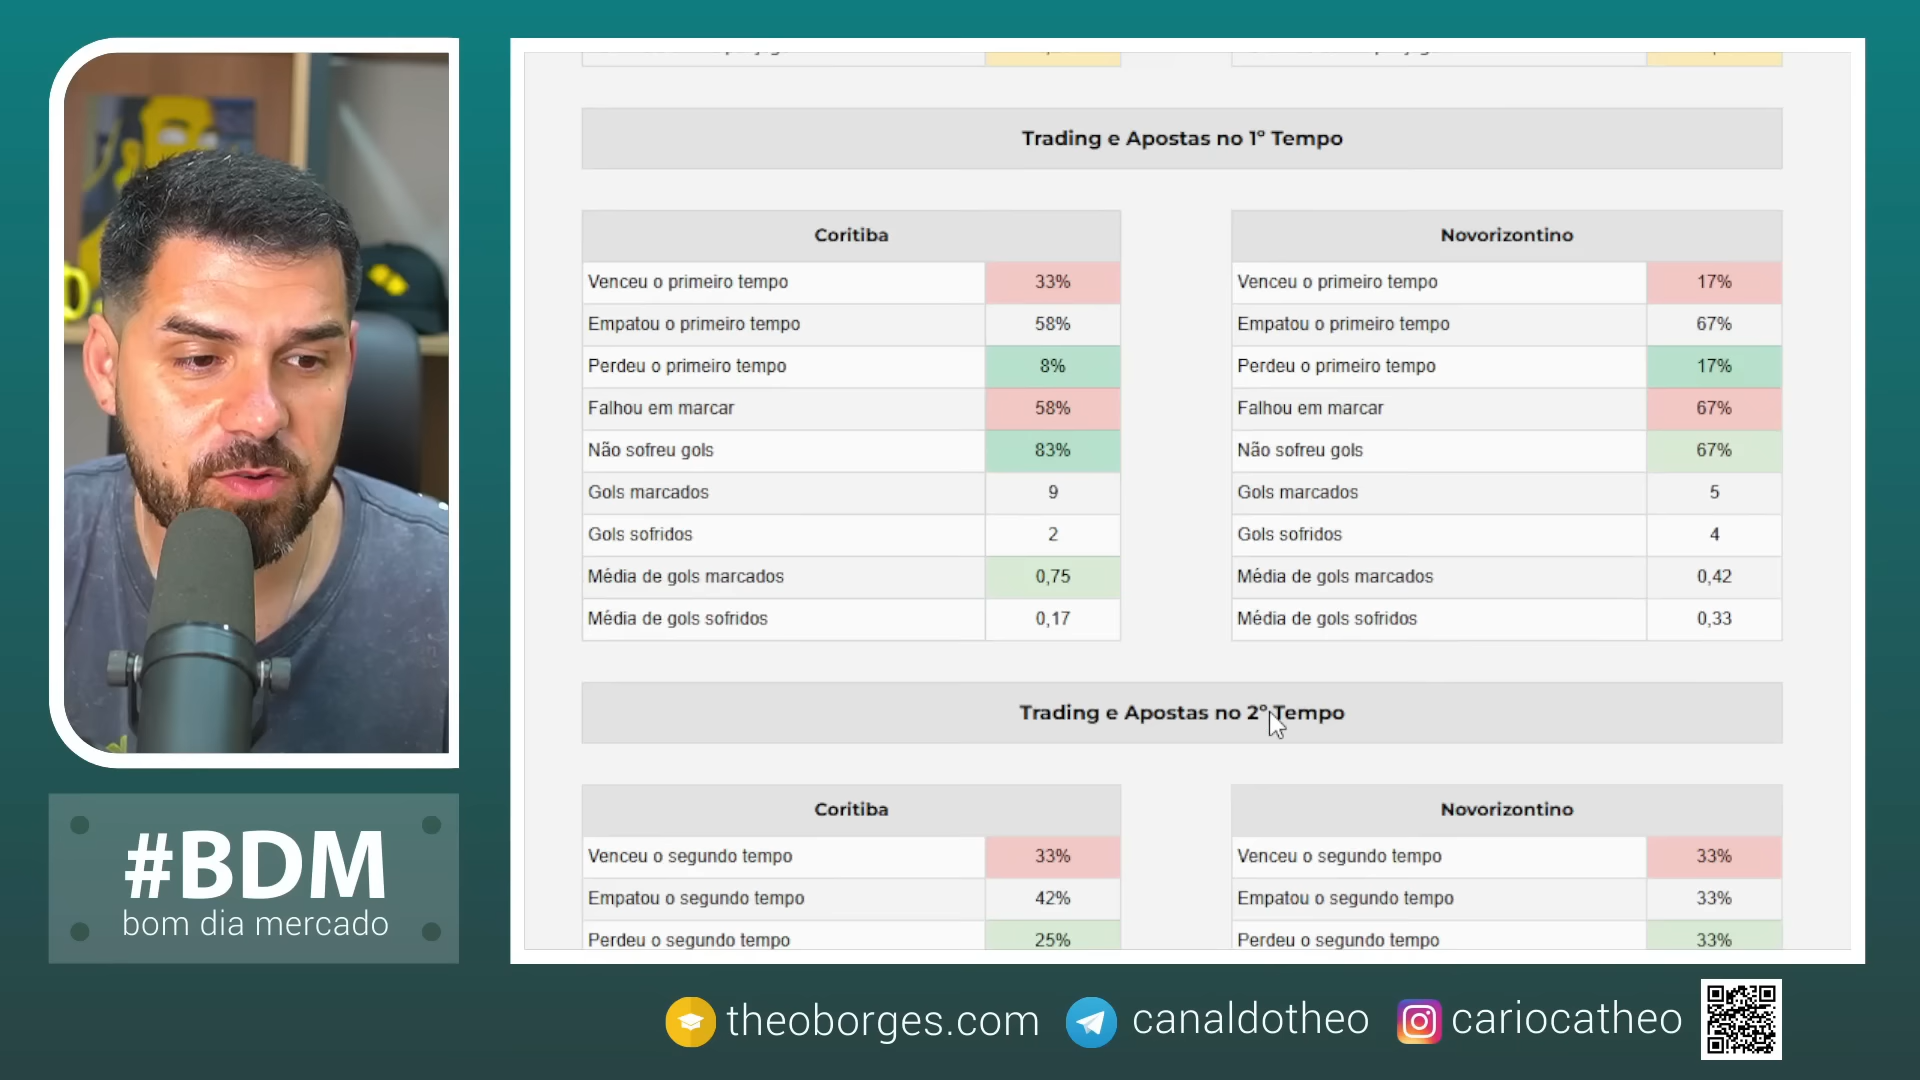 Trading e Apostas no 1º Tempo
Coritiba
Venceu o primeiro tempo 33%
Empatou o primeiro tempo 58%
Perdeu o primeiro tempo 8%
Falhou em marcar 58%
Não sofreu gols 83%
Gols marcados 9
Gols sofridos 2
Média de gols marcados 0,75
Média de gols sofridos 0,17
Novorizontino
Venceu o primeiro tempo 17%
Empatou o primeiro tempo 67%
Perdeu o primeiro tempo 17%
Falhou em marcar 67%
Não sofreu gols 67%
Gols marcados 5
Gols sofridos 4
Média de gols marcados 0,42
Média de gols sofridos 0,33
Trading e Apostas no 2º Tempo
Coritiba
Venceu o segundo tempo 33%
Empatou o segundo tempo 42%
Perdeu o segundo tempo 25%
Novorizontino
Venceu o segundo tempo 33%
Empatou o segundo tempo 33%
Perdeu o segundo tempo 33%
#BDM
bom dia mercado
theoborges.com canaldotheo cariocatheo